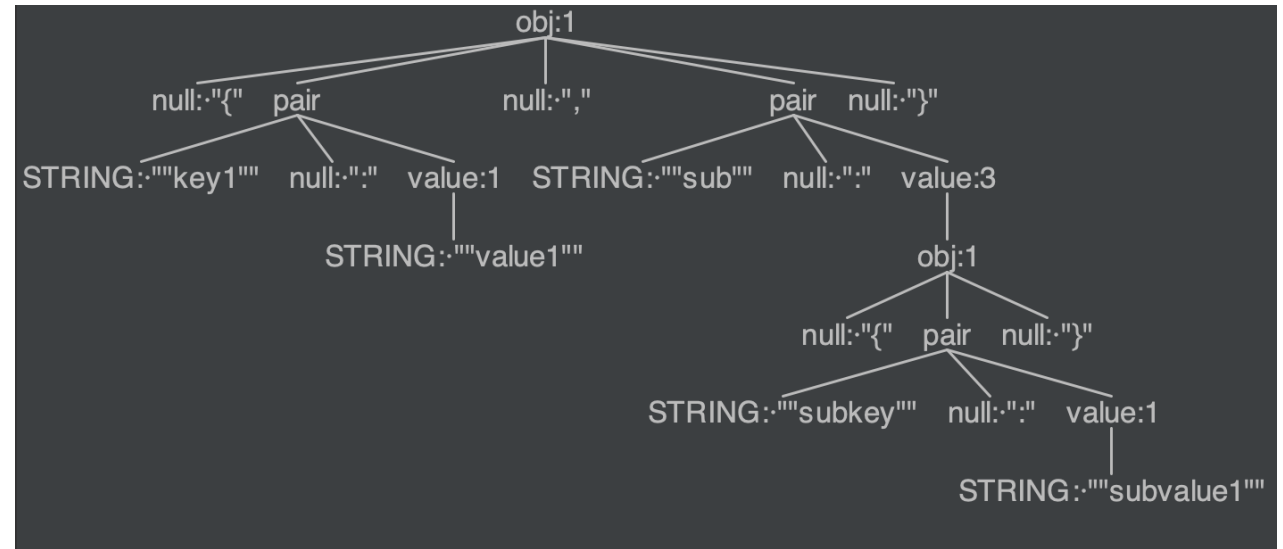 obj:1
null:·"{" pair null:·"," pair null:·"}"
STRING:·""key1"" null:·":" value:1 STRING:·""sub"" null:·":" value:3
STRING:·""value1"" obj:1
null:·"{" pair null:·"}"
STRING:·""subkey"" null:·":" value:1
STRING:·""subvalue1""